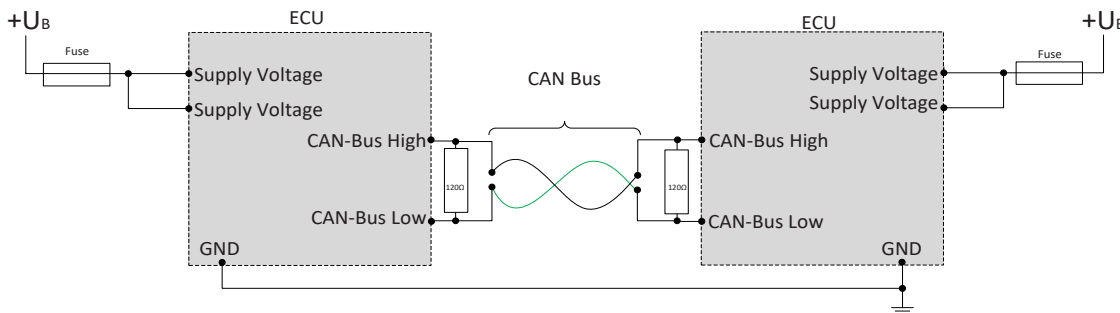 ECU
ECU
+UB
+UB
Fuse
Fuse
Supply Voltage
Supply Voltage
Supply Voltage
Supply Voltage
CAN Bus
CAN-Bus High
CAN-Bus High
120Ω
120Ω
CAN-Bus Low
CAN-Bus Low
GND
GND